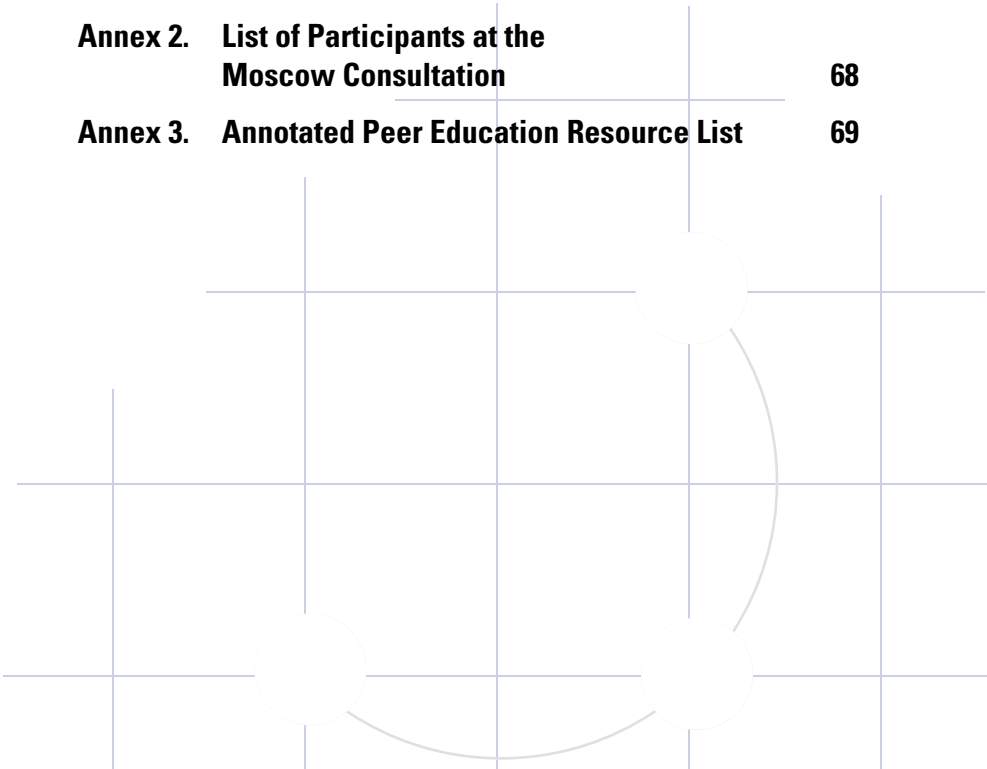 Annex 2. List of Participants at the
Moscow Consultation 68
Annex 3. Annotated Peer Education Resource List 69